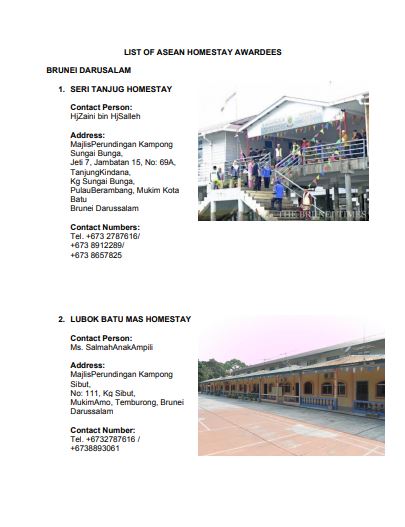 LIST OF ASEAN HOMESTAY AWARDEES
BRUNEI DARUSALAM
1. SERI TANJUG HOMESTAY
Contact Person:
HjZaini bin HjSalleh
Address:
MajlisPerundingan Kampong
Sungai Bunga,
Jeti 7, Jambatan 15, No: 69A,
TanjungKindana,
Kg Sungai Bunga,
PulauBerambang, Mukim Kota
Batu
Brunei Darussalam
Contact Numbers:
Tel. +673 2787616/
+673 8912289/
+673 8657825
THE BRUNEI TIMES
2. LUBOK BATU MAS HOMESTAY
Contact Person:
Ms. SalmahAnakAmpili
Address:
MajlisPerundingan Kampong
Sibut,
No: 111, Kg Sibut,
MukimAmo, Temburong, Brunei
Darussalam
Contact Number:
Tel. +6732787616 /
+6738893061